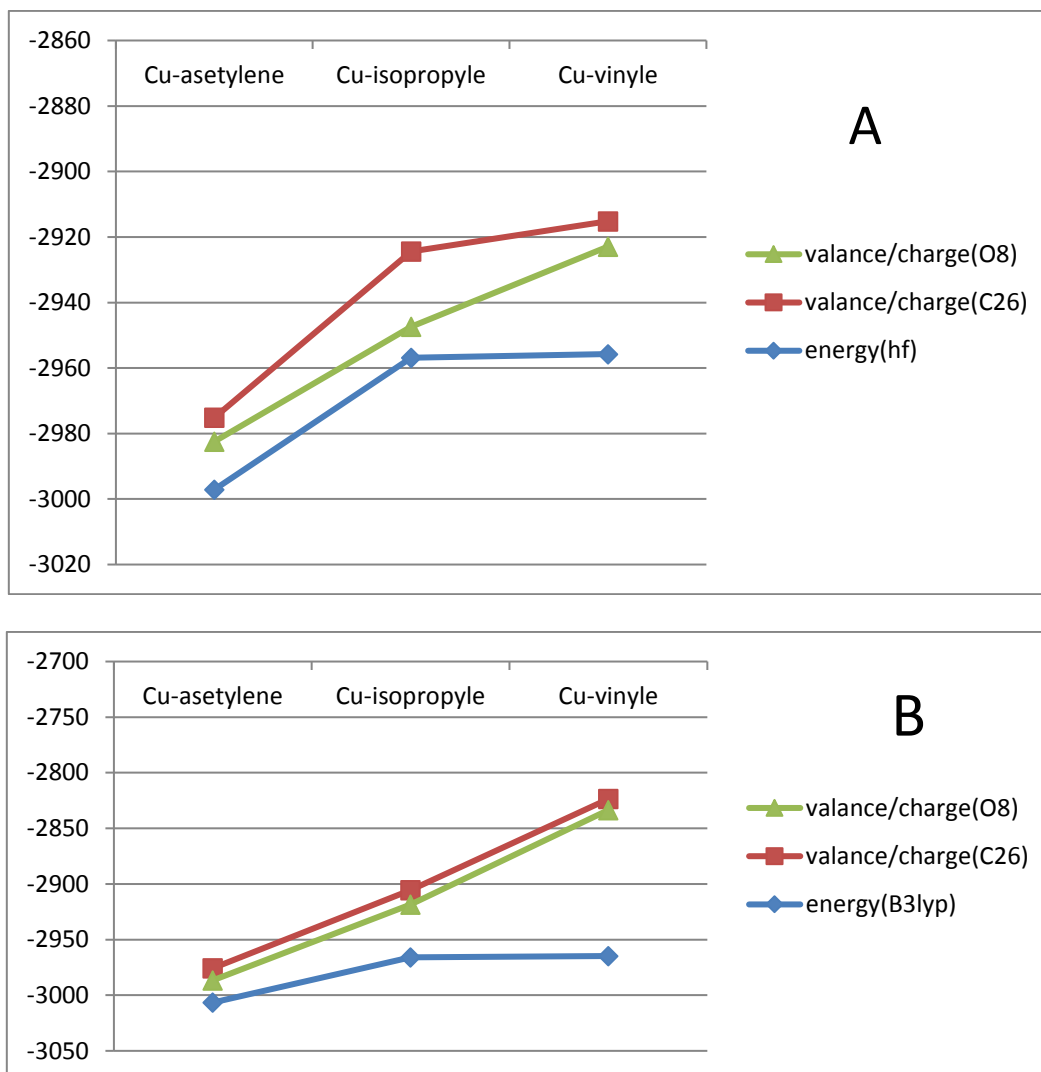 -2860
Cu-asetylene Cu-isopropyle Cu-vinyle
-2880
A
-2900
-2920
valance/charge(O8)
-2940
valance/charge(C26)
-2960
energy(hf)
-2980
-3000
-3020
-2700
Cu-asetylene Cu-isopropyle Cu-vinyle
B
-2750
-2800
valance/charge(O8)
-2850
valance/charge(C26)
-2900
energy(B3lyp)
-2950
-3000
-3050